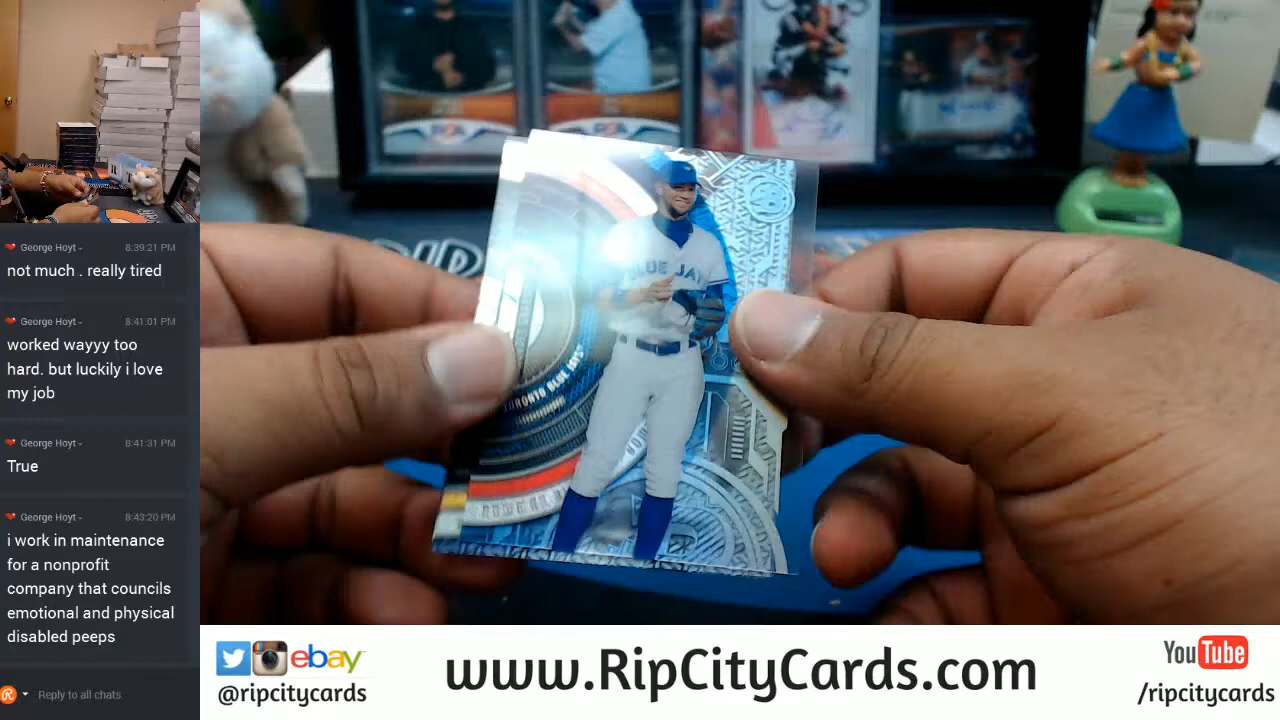 George Hoyt -
8:39:21 PM
not much . really tired
George Hoyt -
8:41:01 PM
worked wayyy too
hard. but luckily i love
my job
George Hoyt -
8:41:31 PM
True
George Hoyt -
8:43:20 PM
i work in maintenance
for a nonprofit
company that councils
emotional and physical
disabled peeps
Reply to all chats
BLUE JAY
TORONTO BLUE JAYS
ebay
@ripcitycards
www.RipCityCards.com
YouTube
/ripcitycards